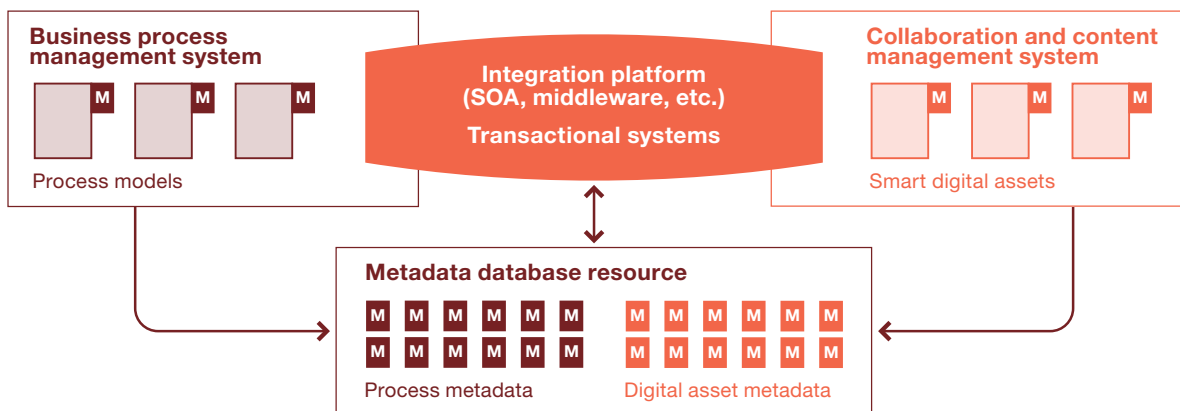 Business process
management system
M M M
Process models
Integration platform
(SOA, middleware, etc.)
Transactional systems
Collaboration and content
management system
M M M
Smart digital assets
Metadata database resource
M M M M M M
M M M M M M
Process metadata
M M M M M M
M M M M M M
Digital asset metadata